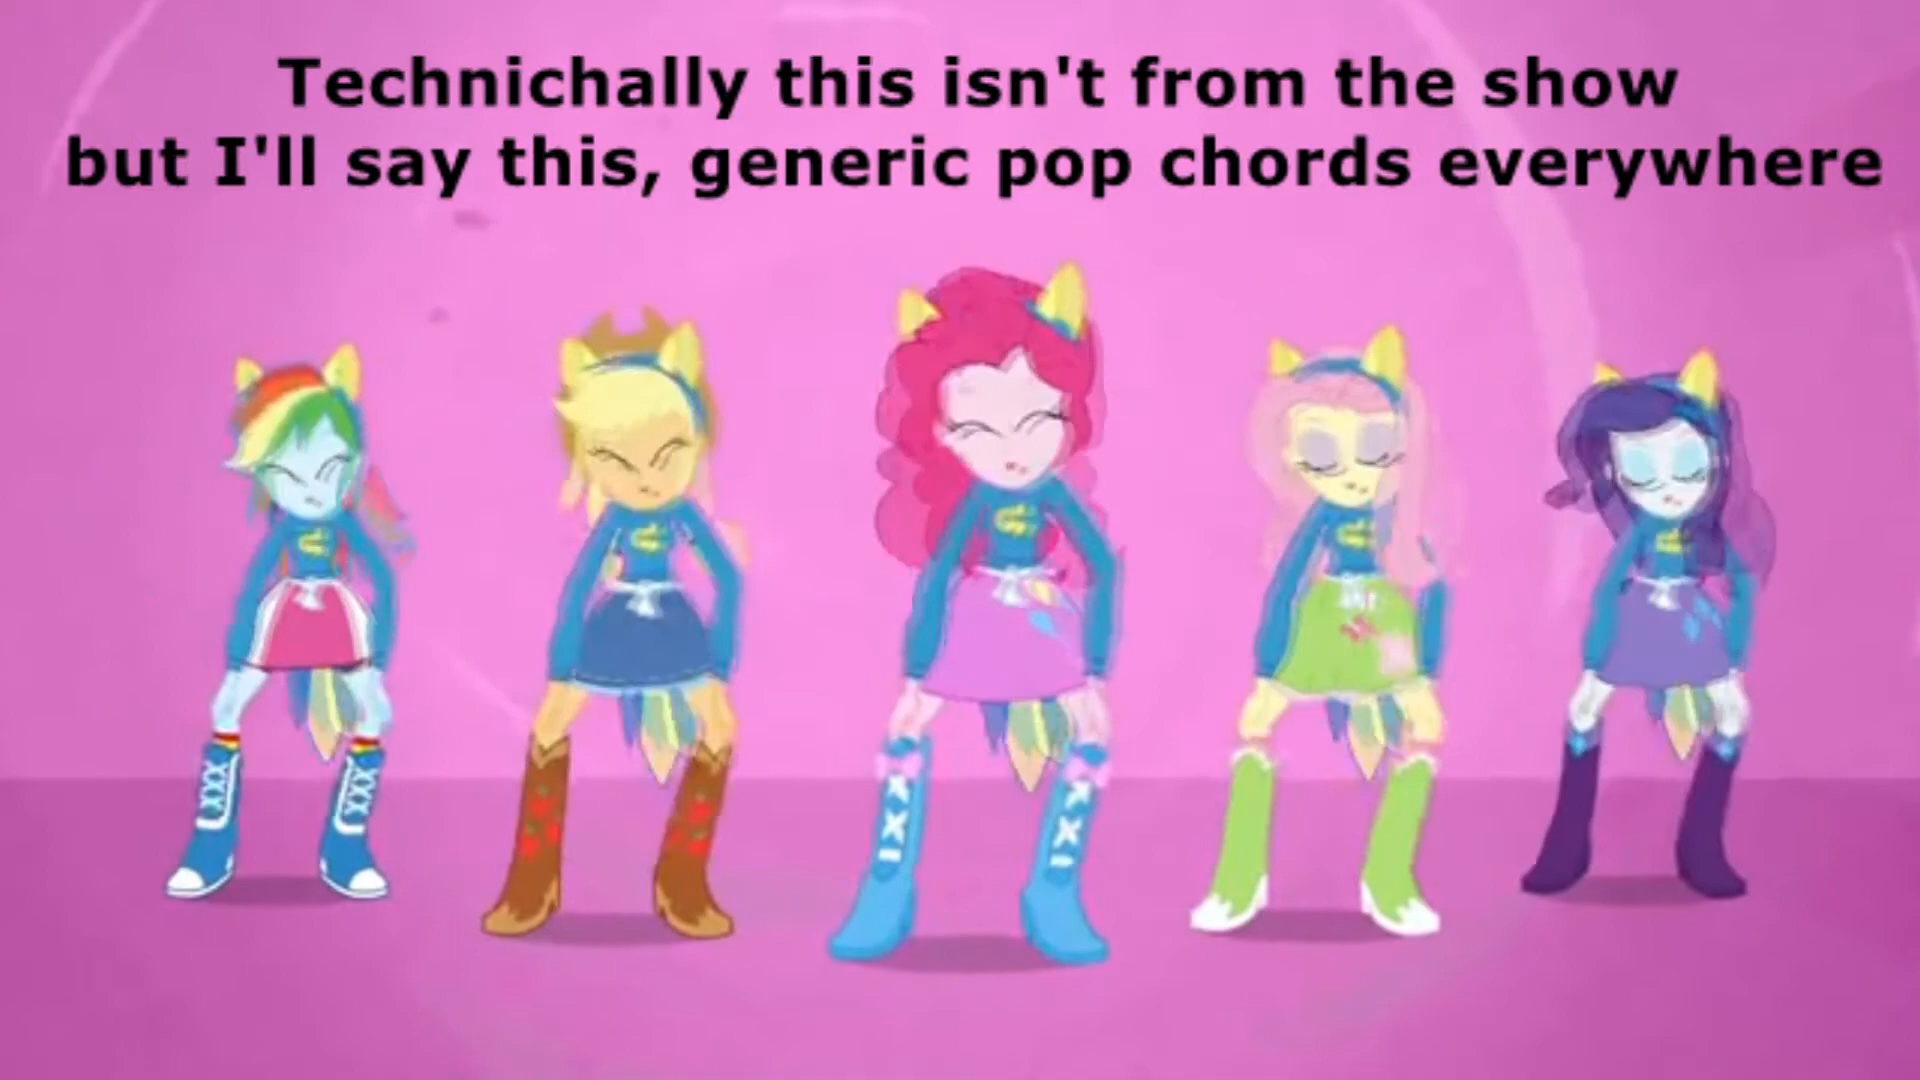 Technichally this isn't from the show
but I'll say this, generic pop chords everywhere